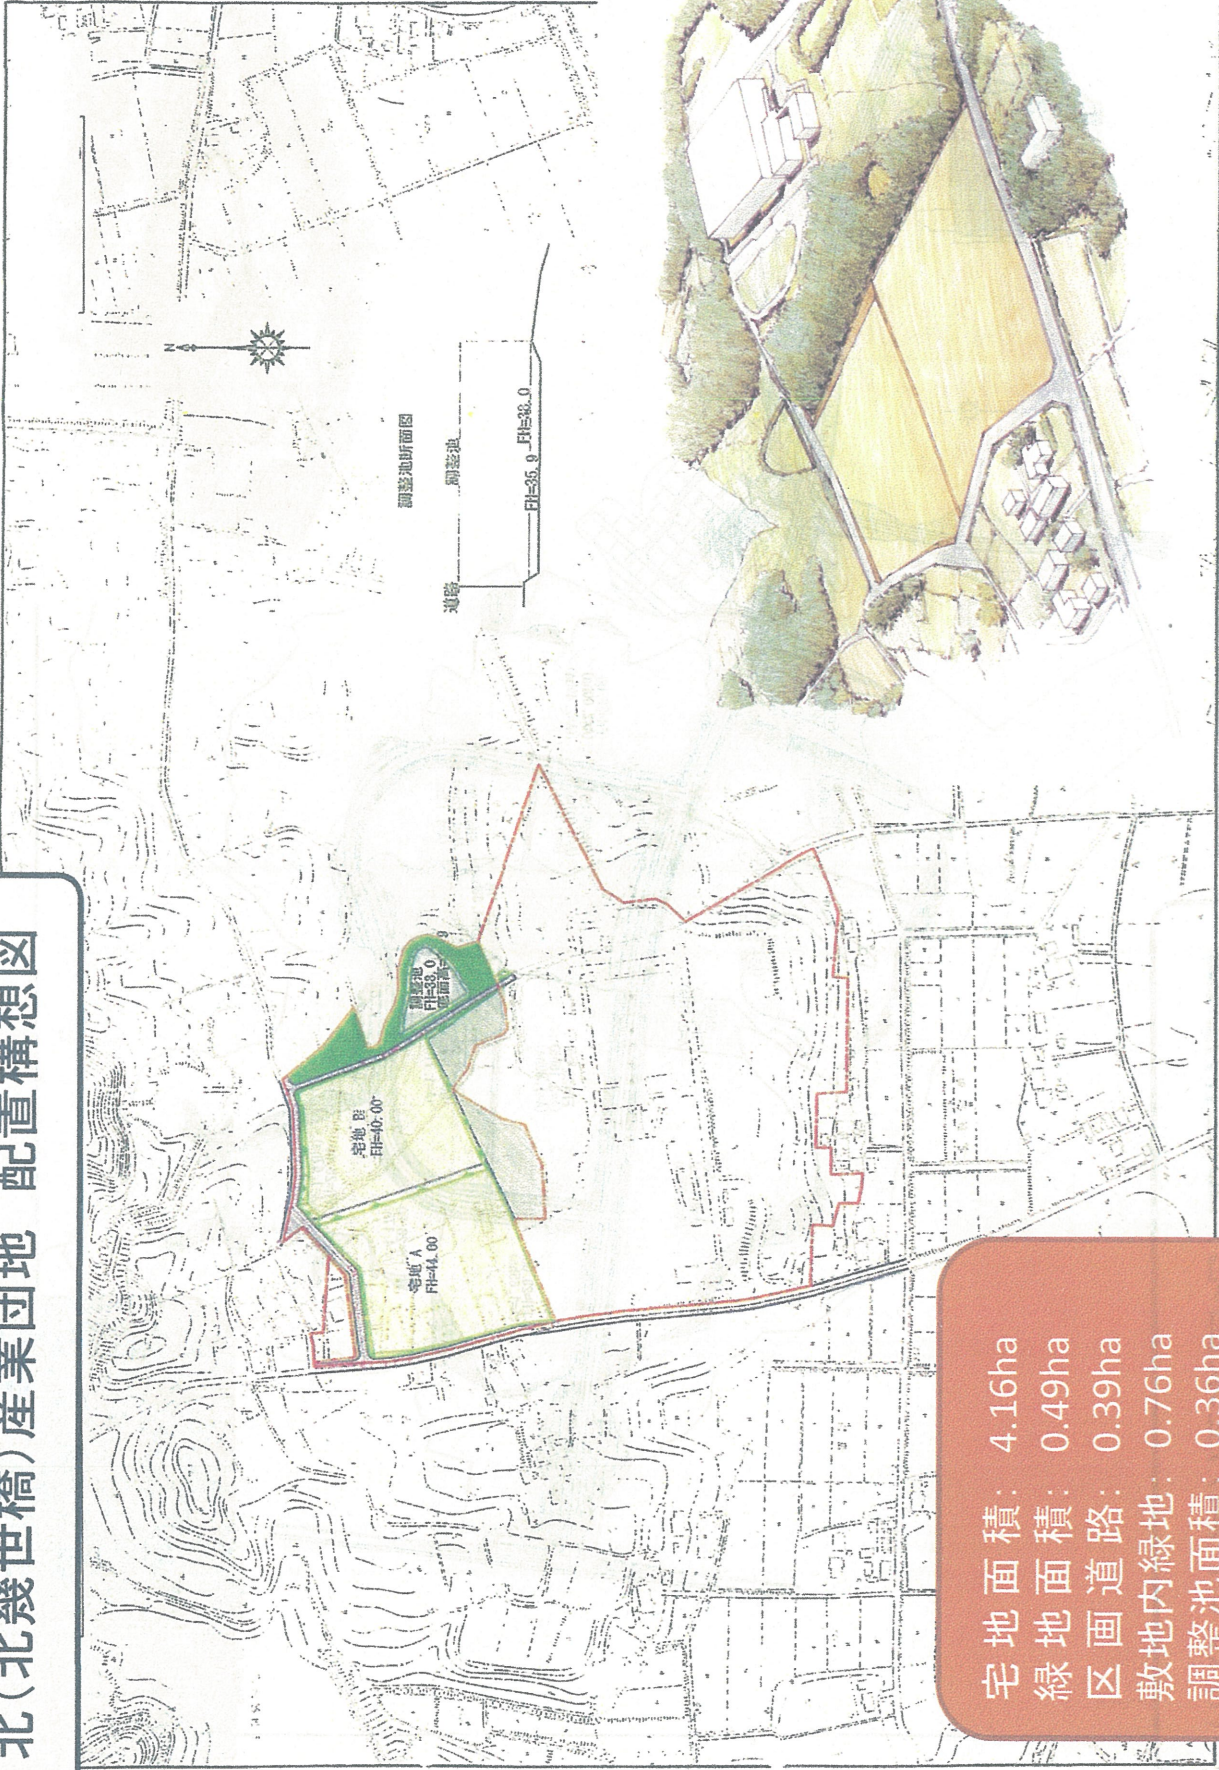 北(北幾世橋)産業団地 配置構想図
N
調整池断面図
道路
調整池
FH=35.9
FH=38.0
宅地 A
FH=44.00
宅地 B
FH=40.00
調整池
FH=38.0
宅地面積: 4.16ha
緑地面積: 0.49ha
区画道路: 0.39ha
敷地内緑地: 0.76ha
調整池面積: 0.36ha